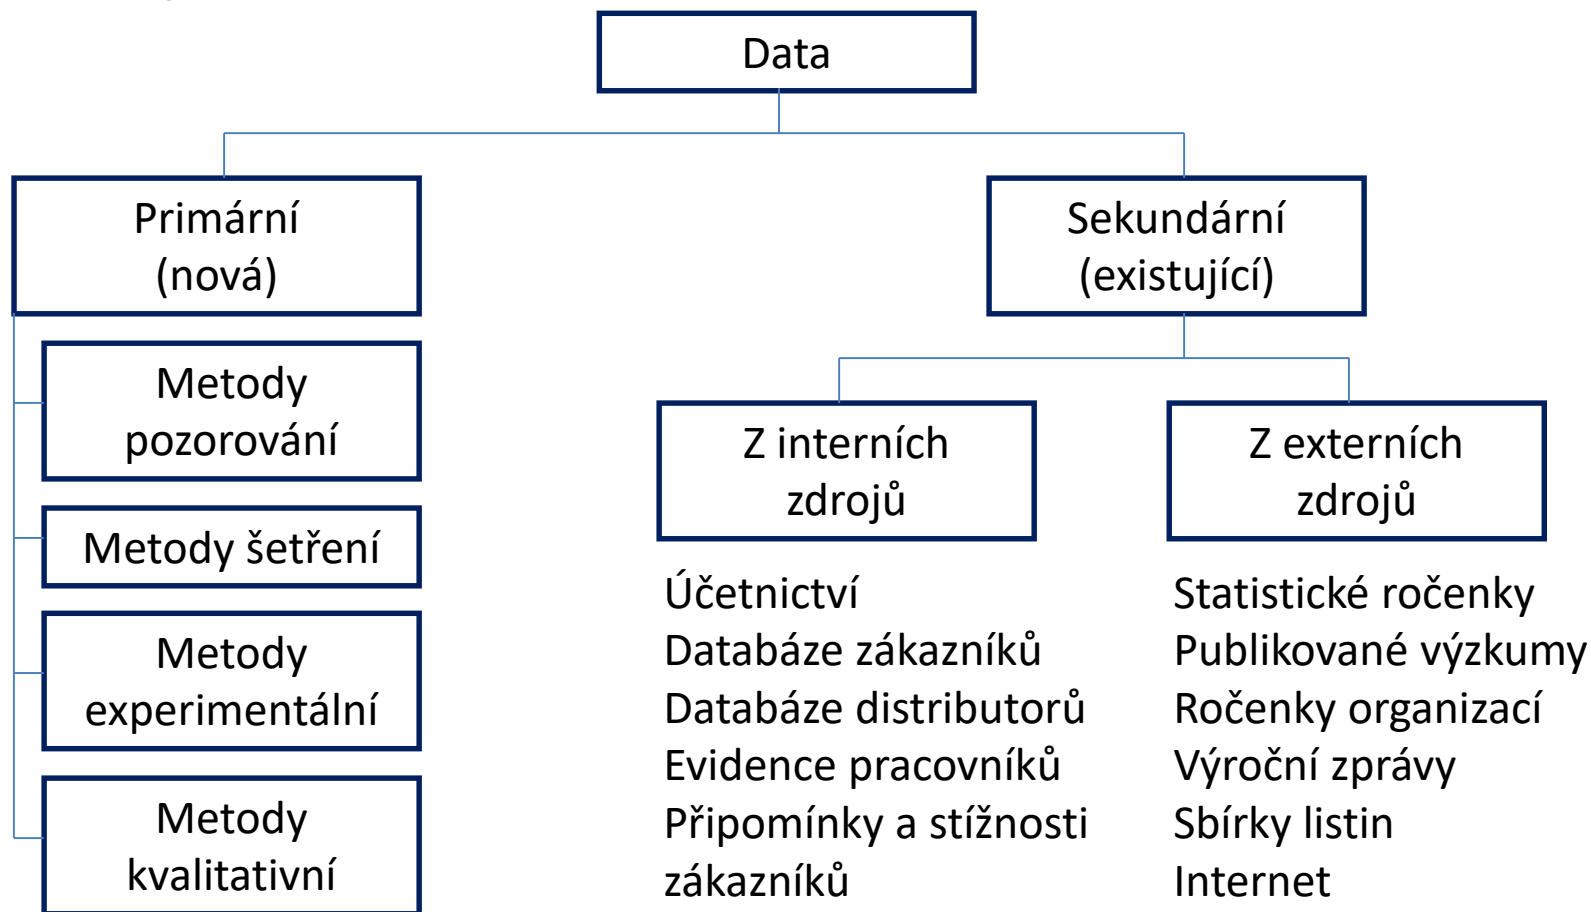 Data
Primární
(nová)
Sekundární
(existující)
Metody
pozorování
Metody šetření
Metody
experimentální
Metody
kvalitativní
Z interních
zdrojů
Účetnictví
Databáze zákazníků
Databáze distributorů
Evidence pracovníků
Připomínky a stížnosti
zákazníků
Z externích
zdrojů
Statistické ročenky
Publikované výzkumy
Ročenky organizací
Výroční zprávy
Sbírky listin
Internet